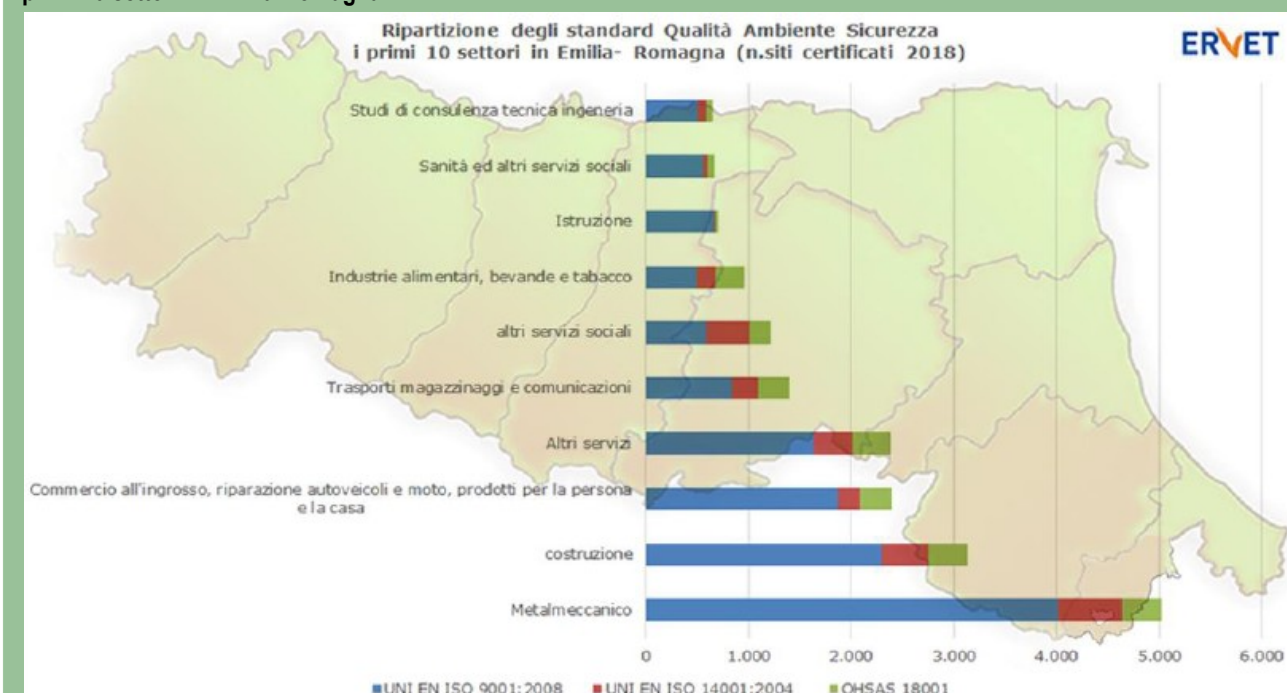 Ripartizione degli standard Qualità Ambiente Sicurezza
i primi 10 settori in Emilia- Romagna (n.siti certificati 2018)
ERVET
Studi di consulenza tecnica ingeneria
Sanità ed altri servizi sociali
Istruzione
Industrie alimentari, bevande e tabacco
altri servizi sociali
Trasporti magazzinaggi e comunicazioni
Altri servizi
Commercio all'ingrosso, riparazione autoveicoli e moto, prodotti per la persona
e la casa
costruzione
Metalmeccanico
0 1.000 2.000 3.000 4.000 5.000 6.000
UNI EN ISO 9001:2008 UNI EN ISO 14001:2004 OHSAS 18001